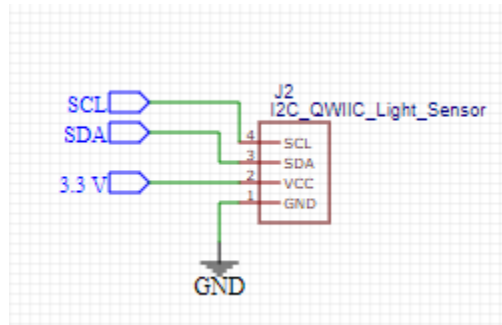 J2
I2C_QWIIC_Light_Sensor
SCL
SDA
3.3 V
4 SCL
3 SDA
2 VCC
1 GND
GND